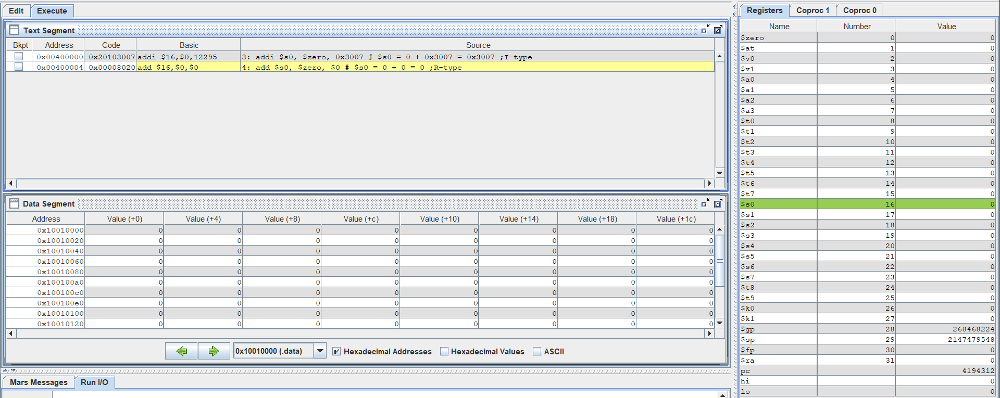 Edit Execute
Text Segment
Bkpt Address Code Basic Source
0x00400000 0x20103007 addi $16,$0,12295 3: addi $s0, $zero, 0x3007 # $s0 = 0 + 0x3007 = 0x3007 ;I-type
0x00400004 0x00008020 add $16,$0,$0 4: add $s0, $zero, $0 # $s0 = 0 + 0 = 0 ;R-type
Data Segment
Address Value (+0) Value (+4) Value (+8) Value (+c) Value (+10) Value (+14) Value (+18) Value (+1c)
0x10010000 0 0 0 0 0 0 0 0
0x10010020 0 0 0 0 0 0 0 0
0x10010040 0 0 0 0 0 0 0 0
0x10010060 0 0 0 0 0 0 0 0
0x10010080 0 0 0 0 0 0 0 0
0x100100a0 0 0 0 0 0 0 0 0
0x100100c0 0 0 0 0 0 0 0 0
0x100100e0 0 0 0 0 0 0 0 0
0x10010100 0 0 0 0 0 0 0 0
0x10010120 0 0 0 0 0 0 0 0
0x10010000 (.data) Hexadecimal Addresses Hexadecimal Values ASCII
Mars Messages Run I/O
Registers Coproc 1 Coproc 0
Name Number Value
$zero 0 0
$at 1 0
$v0 2 0
$v1 3 0
$a0 4 0
$a1 5 0
$a2 6 0
$a3 7 0
$t0 8 0
$t1 9 0
$t2 10 0
$t3 11 0
$t4 12 0
$t5 13 0
$t6 14 0
$t7 15 0
$s0 16 0
$s1 17 0
$s2 18 0
$s3 19 0
$s4 20 0
$s5 21 0
$s6 22 0
$s7 23 0
$t8 24 0
$t9 25 0
$k0 26 0
$k1 27 0
$gp 28 268468224
$sp 29 2147479548
$fp 30 0
$ra 31 0
pc 4194312
hi 0
lo 0